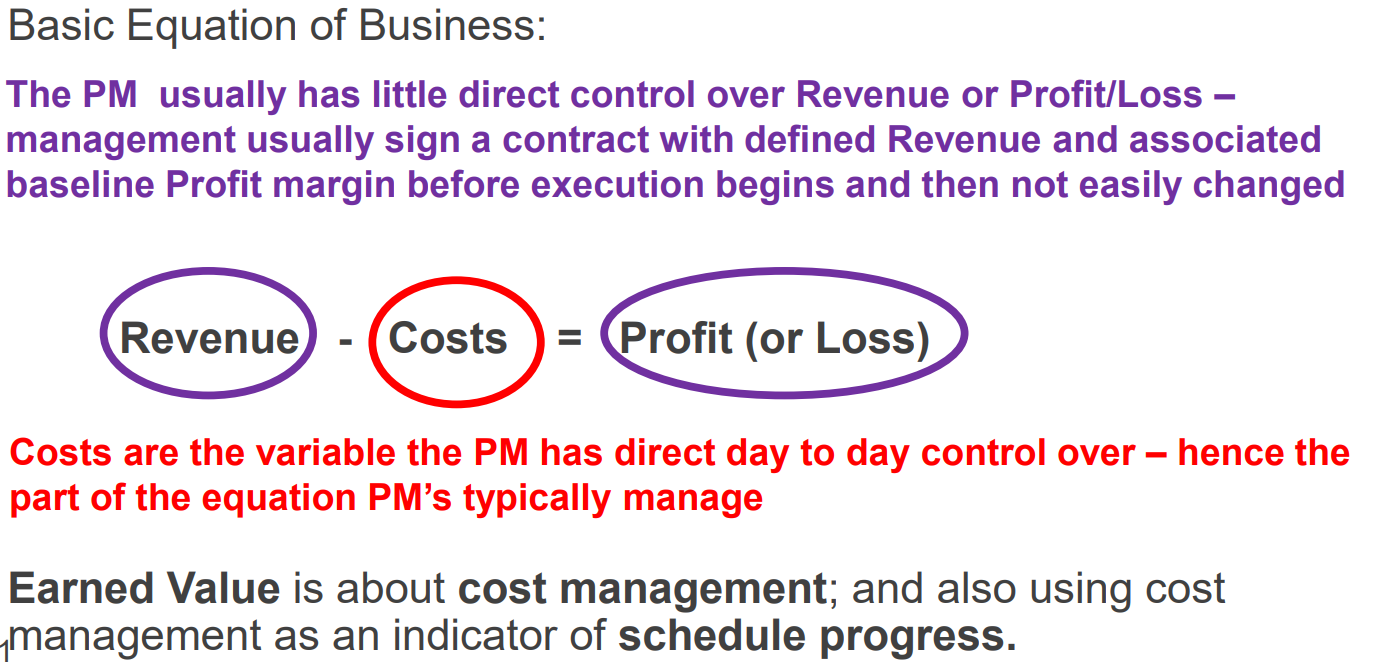 Basic Equation of Business:
The PM  usually has little direct control over Revenue or Profit/Loss –
management usually sign a contract with defined Revenue and associated
baseline Profit margin before execution begins and then not easily changed
Revenue - Costs = Profit (or Loss)
Costs are the variable the PM has direct day to day control over – hence the
part of the equation PM’s typically manage
Earned Value is about cost management; and also using cost
management as an indicator of schedule progress.
1